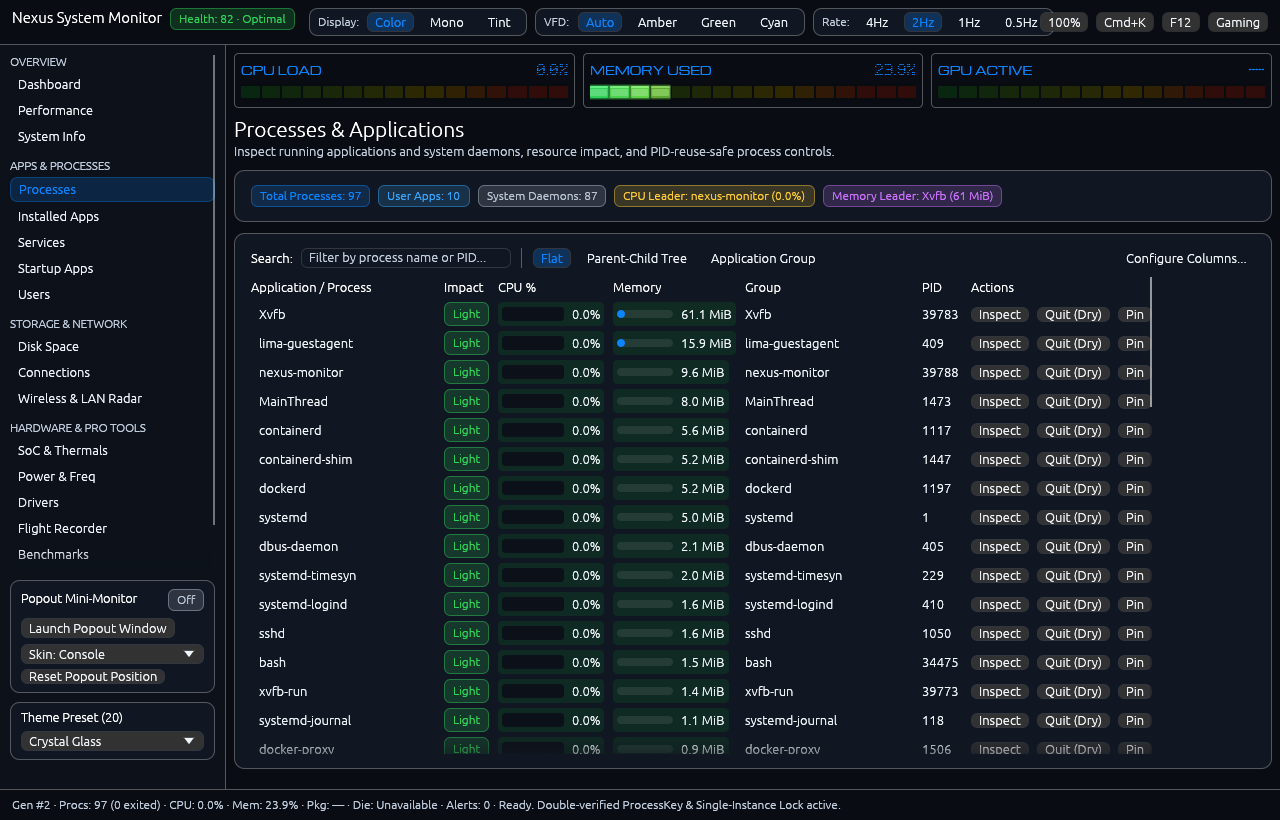 Nexus System Monitor Health: 82 · Optimal Display: Color Mono Tint VFD: Auto Amber Green Cyan Rate: 4Hz 2Hz 1Hz 0.5Hz 100% Cmd+K F12 Gaming
OVERVIEW
Dashboard
Performance
System Info
APPS & PROCESSES
Processes
Installed Apps
Services
Startup Apps
Users
STORAGE & NETWORK
Disk Space
Connections
Wireless & LAN Radar
HARDWARE & PRO TOOLS
SoC & Thermals
Power & Freq
Drivers
Flight Recorder
Benchmarks
Popout Mini-Monitor Off
Launch Popout Window
Skin: Console
Reset Popout Position
Theme Preset (20)
Crystal Glass
CPU LOAD 0.0% MEMORY USED 23.9% GPU ACTIVE —
Processes & Applications
Inspect running applications and system daemons, resource impact, and PID-reuse-safe process controls.
Total Processes: 97 User Apps: 10 System Daemons: 87 CPU Leader: nexus-monitor (0.0%) Memory Leader: Xvfb (61 MiB)
Search: Filter by process name or PID... Flat Parent-Child Tree Application Group Configure Columns...
Application / Process Impact CPU % Memory Group PID Actions
Xvfb Light 0.0% 61.1 MiB Xvfb 39783 Inspect Quit (Dry) Pin
lima-guestagent Light 0.0% 15.9 MiB lima-guestagent 409 Inspect Quit (Dry) Pin
nexus-monitor Light 0.0% 9.6 MiB nexus-monitor 39788 Inspect Quit (Dry) Pin
MainThread Light 0.0% 8.0 MiB MainThread 1473 Inspect Quit (Dry) Pin
containerd Light 0.0% 5.6 MiB containerd 1117 Inspect Quit (Dry) Pin
containerd-shim Light 0.0% 5.2 MiB containerd-shim 1447 Inspect Quit (Dry) Pin
dockerd Light 0.0% 5.2 MiB dockerd 1197 Inspect Quit (Dry) Pin
systemd Light 0.0% 5.0 MiB systemd 1 Inspect Quit (Dry) Pin
dbus-daemon Light 0.0% 2.1 MiB dbus-daemon 405 Inspect Quit (Dry) Pin
systemd-timesyn Light 0.0% 2.0 MiB systemd-timesyn 229 Inspect Quit (Dry) Pin
systemd-logind Light 0.0% 1.6 MiB systemd-logind 410 Inspect Quit (Dry) Pin
sshd Light 0.0% 1.6 MiB sshd 1050 Inspect Quit (Dry) Pin
bash Light 0.0% 1.5 MiB bash 34475 Inspect Quit (Dry) Pin
xvfb-run Light 0.0% 1.4 MiB xvfb-run 39773 Inspect Quit (Dry) Pin
systemd-journal Light 0.0% 1.1 MiB systemd-journal 118 Inspect Quit (Dry) Pin
docker-proxy Light 0.0% 0.9 MiB docker-proxy 1506 Inspect Quit (Dry) Pin
Gen #2 · Procs: 97 (0 exited) · CPU: 0.0% · Mem: 23.9% · Pkg: — · Die: Unavailable · Alerts: 0 · Ready. Double-verified ProcessKey & Single-Instance Lock active.